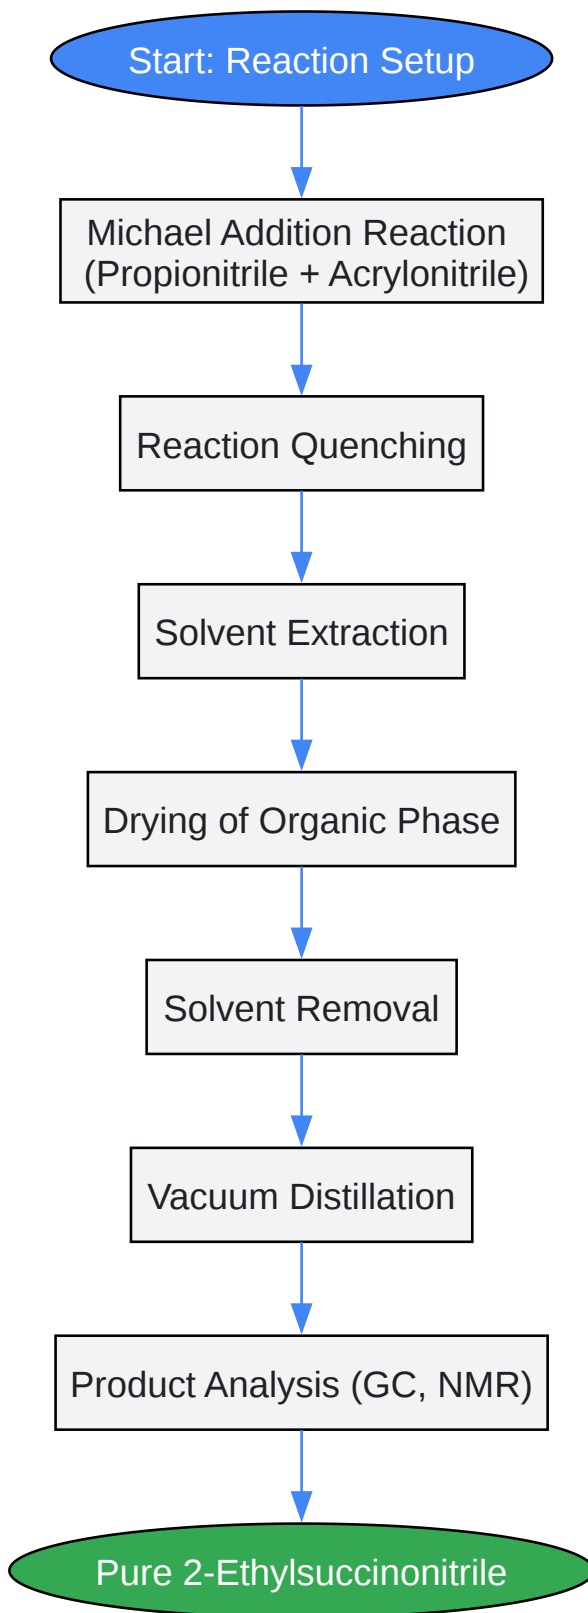 Start: Reaction Setup
Michael Addition Reaction
(Propionitrile + Acrylonitrile)
Reaction Quenching
Solvent Extraction
Drying of Organic Phase
Solvent Removal
Vacuum Distillation
Product Analysis (GC, NMR)
Pure 2-Ethylsuccinonitrile